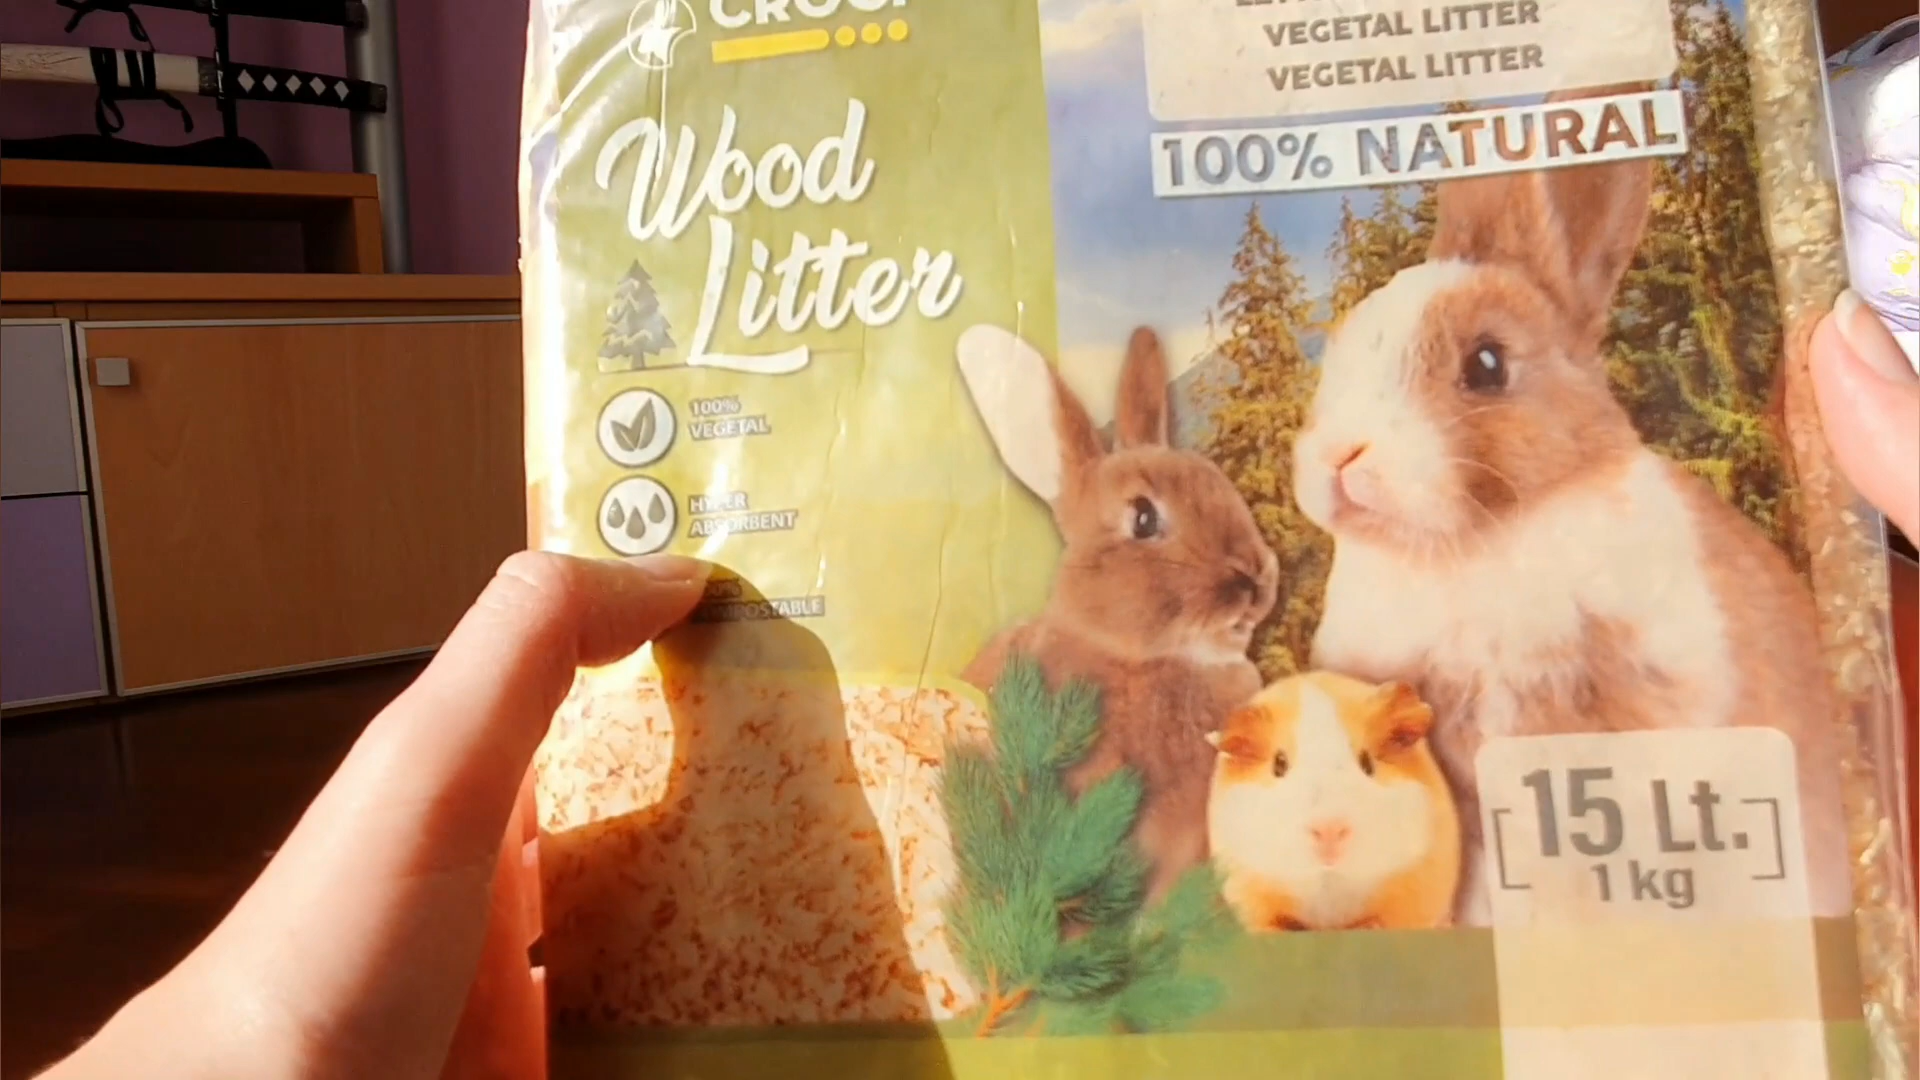 Wood
Litter
100%
VEGETAL
HYPER
ABSORBENT
VEGETAL LITTER
VEGETAL LITTER
100% NATURAL
15 Lt.
1 kg